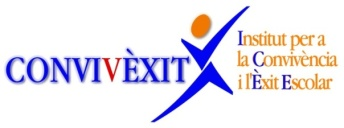 CONVIVÈXIT
Institut per a
la Convivència
i l'Èxit Escolar